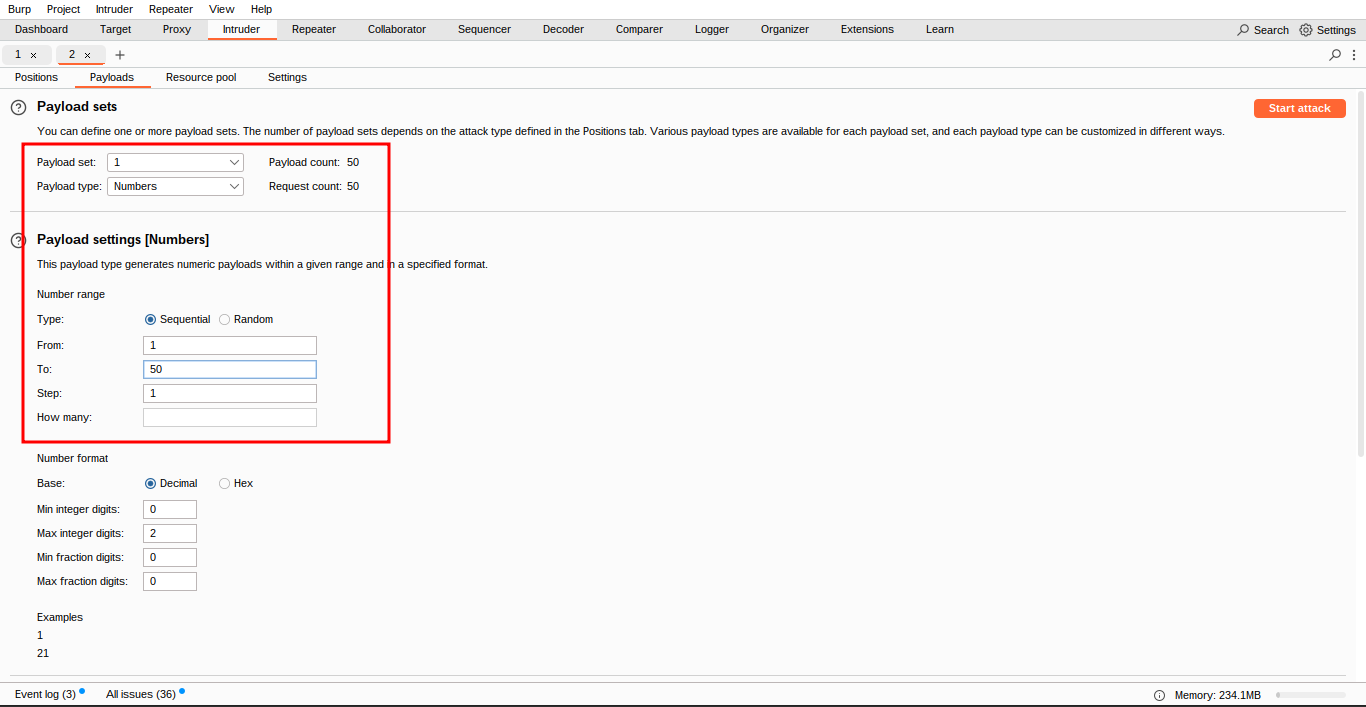 Burp Project Intruder Repeater View Help
Dashboard Target Proxy Intruder Repeater Collaborator Sequencer Decoder Comparer Logger Organizer Extensions Learn Search Settings
1 × 2 × +
Positions Payloads Resource pool Settings
? Payload sets Start attack
You can define one or more payload sets. The number of payload sets depends on the attack type defined in the Positions tab. Various payload types are available for each payload set, and each payload type can be customized in different ways.
Payload set: 1 Payload count: 50
Payload type: Numbers Request count: 50
? Payload settings [Numbers]
This payload type generates numeric payloads within a given range and in a specified format.
Number range
Type: Sequential Random
From: 1
To: 50
Step: 1
How many:
Number format
Base: Decimal Hex
Min integer digits: 0
Max integer digits: 2
Min fraction digits: 0
Max fraction digits: 0
Examples
1
21
Event log (3) All issues (36) Memory: 234.1MB